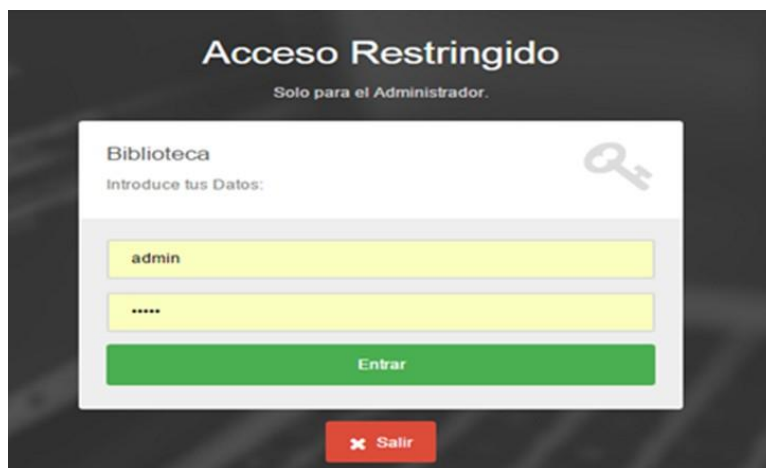 Acceso Restringido
Solo para el Administrador.
Biblioteca
Introduce tus Datos:
admin
•••••
Entrar
✖ Salir